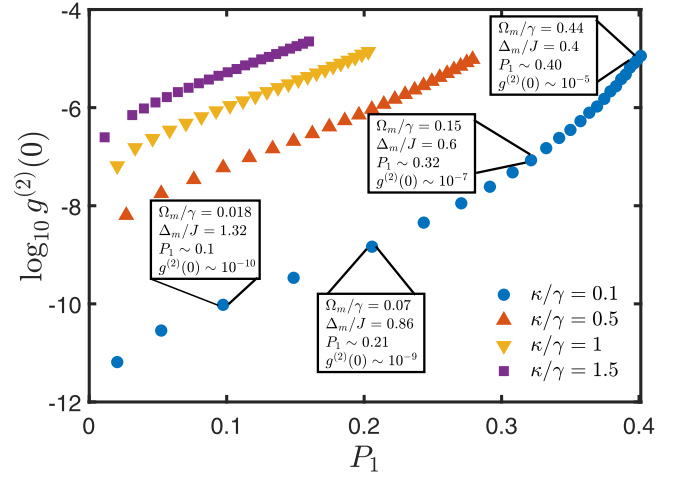 -4
-6
-8
-10
-12
log₁₀ g⁽²⁾(0)
Ωₘ/γ = 0.44
Δₘ/J = 0.4
P₁ ∼ 0.40
g⁽²⁾(0) ∼ 10⁻⁵
Ωₘ/γ = 0.15
Δₘ/J = 0.6
P₁ ∼ 0.32
g⁽²⁾(0) ∼ 10⁻⁷
Ωₘ/γ = 0.018
Δₘ/J = 1.32
P₁ ∼ 0.1
g⁽²⁾(0) ∼ 10⁻¹⁰
Ωₘ/γ = 0.07
Δₘ/J = 0.86
P₁ ∼ 0.21
g⁽²⁾(0) ∼ 10⁻⁹
κ/γ = 0.1
κ/γ = 0.5
κ/γ = 1
κ/γ = 1.5
0 0.1 0.2 0.3 0.4
P₁